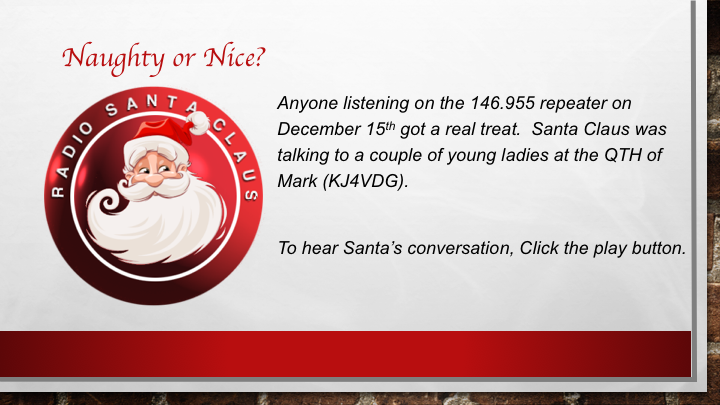 Naughty or Nice?
RADIO SANTA CLAUS
Anyone listening on the 146.955 repeater on
December 15th got a real treat.  Santa Claus was
talking to a couple of young ladies at the QTH of
Mark (KJ4VDG).
To hear Santa’s conversation, Click the play button.